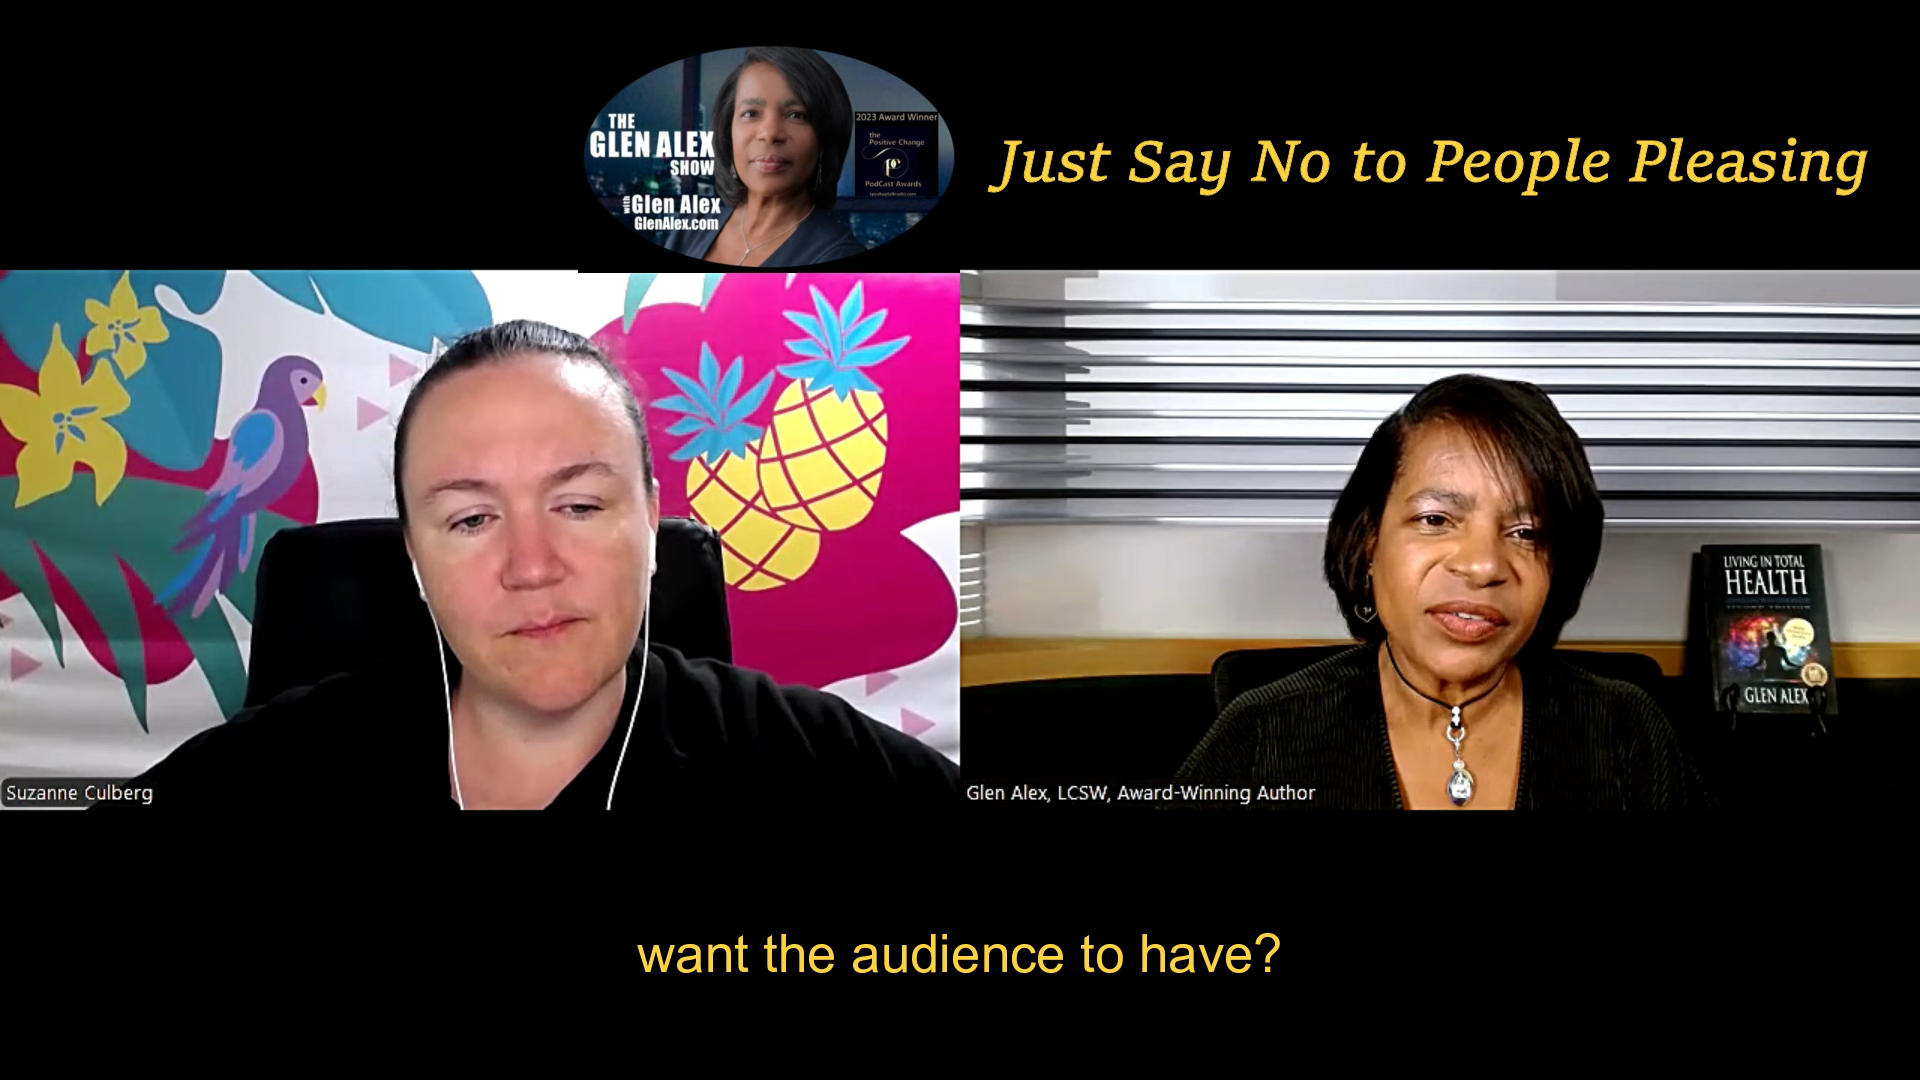 THE
GLEN ALEX
SHOW
with Glen Alex
GlenAlex.com
2023 Award Winner
the
Positive Change
PodCast Awards
Just Say No to People Pleasing
LIVING IN TOTAL
HEALTH
GLEN ALEX
Suzanne Culberg
Glen Alex, LCSW, Award-Winning Author
want the audience to have?